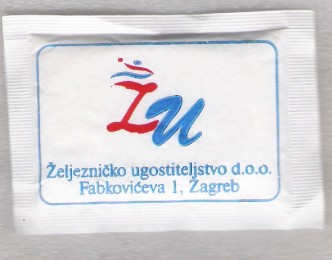 ŽU
Željezničko ugostiteljstvo d.o.o.
Fabkovićeva 1, Zagreb